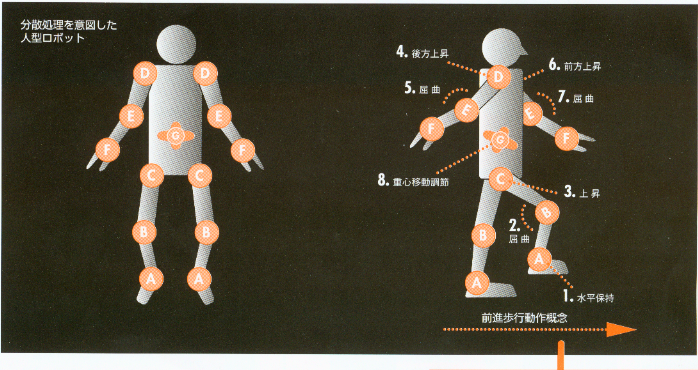 分散処理を意図した
人型ロボット
D D
E E
F F
G
C C
B B
A A
4. 後方上昇
6. 前方上昇
5. 屈曲
7. 屈曲
D
E E
F F
G
8. 重心移動調節
C
3. 上昇
2. 屈曲
B B
A A
1. 水平保持
前進歩行動作概念